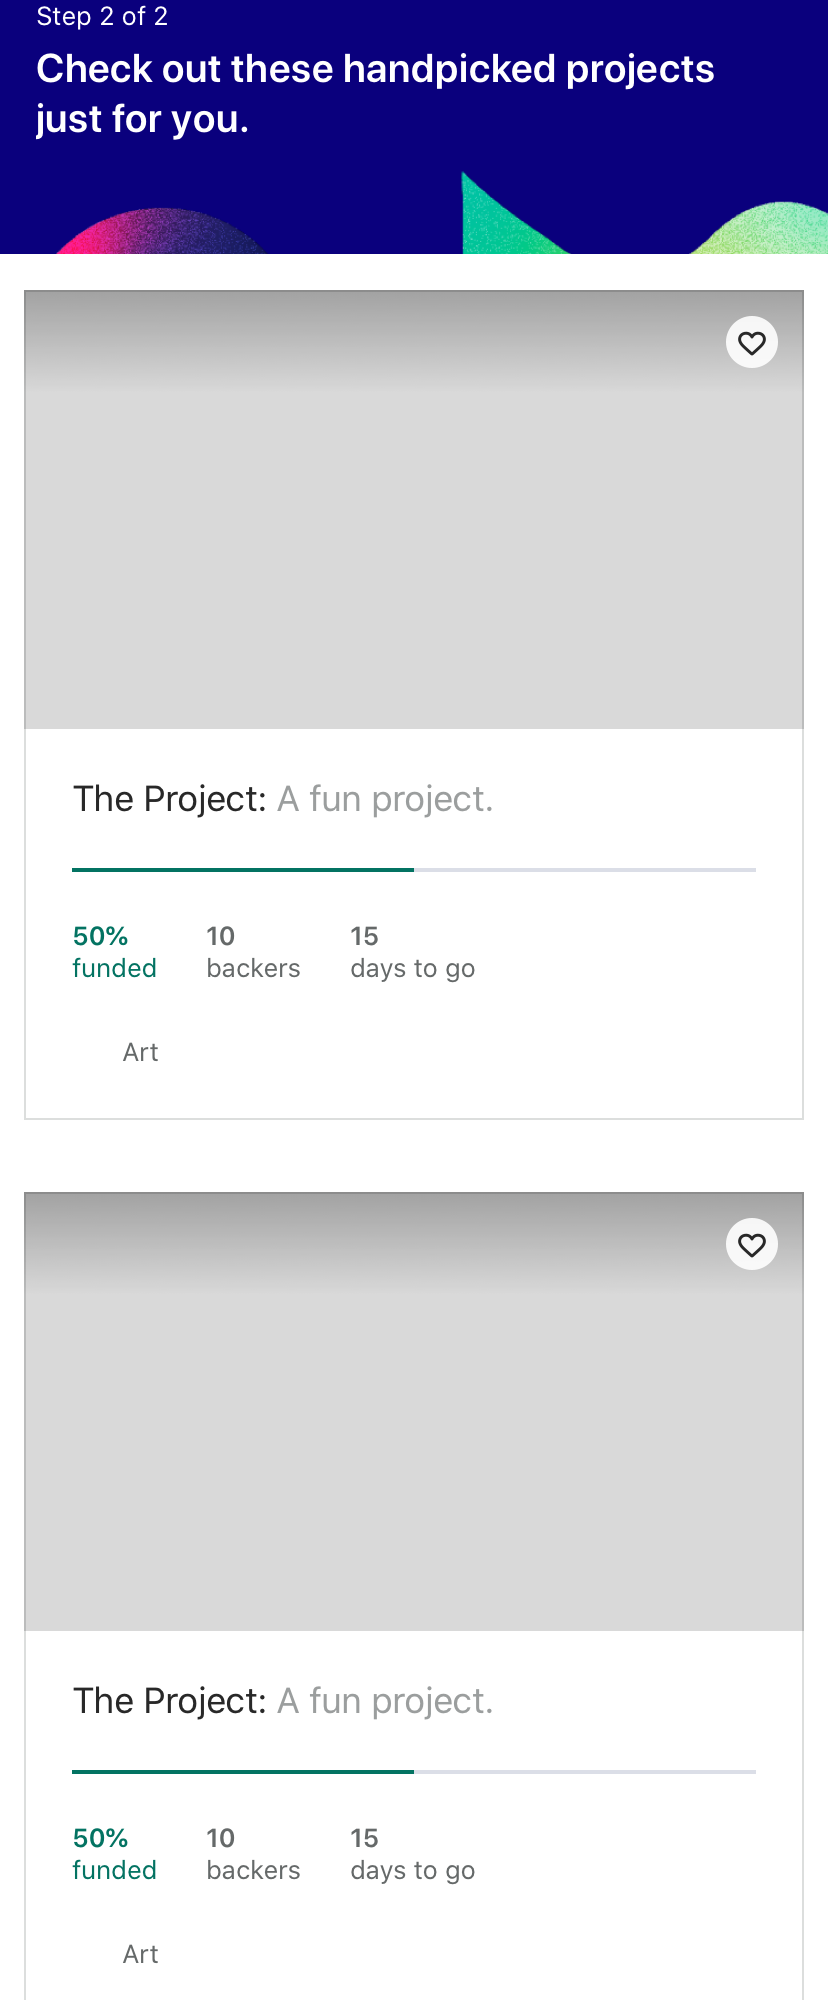 Step 2 of 2
Check out these handpicked projects
just for you.
The Project: A fun project.
50%
funded
10
backers
15
days to go
Art
The Project: A fun project.
50%
funded
10
backers
15
days to go
Art